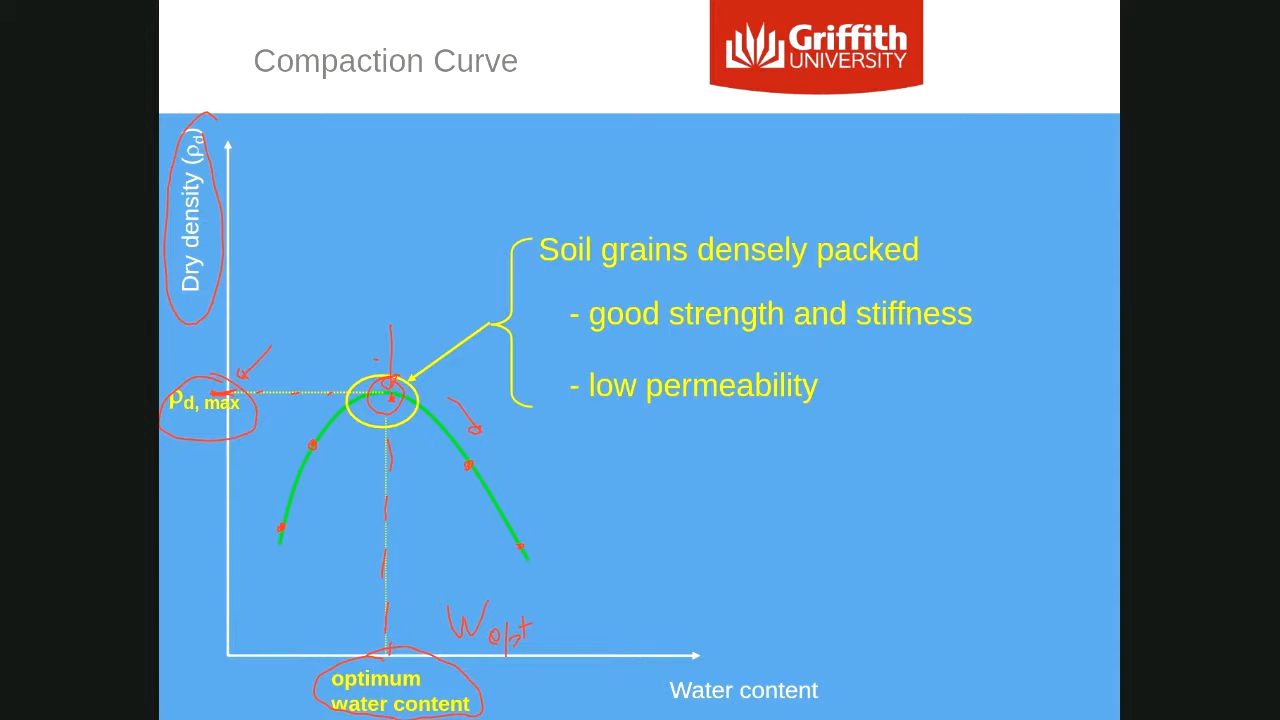 Compaction Curve
Griffith
UNIVERSITY
Dry density (ρd)
Soil grains densely packed
- good strength and stiffness
- low permeability
ρd, max
Wopt
optimum
water content
Water content